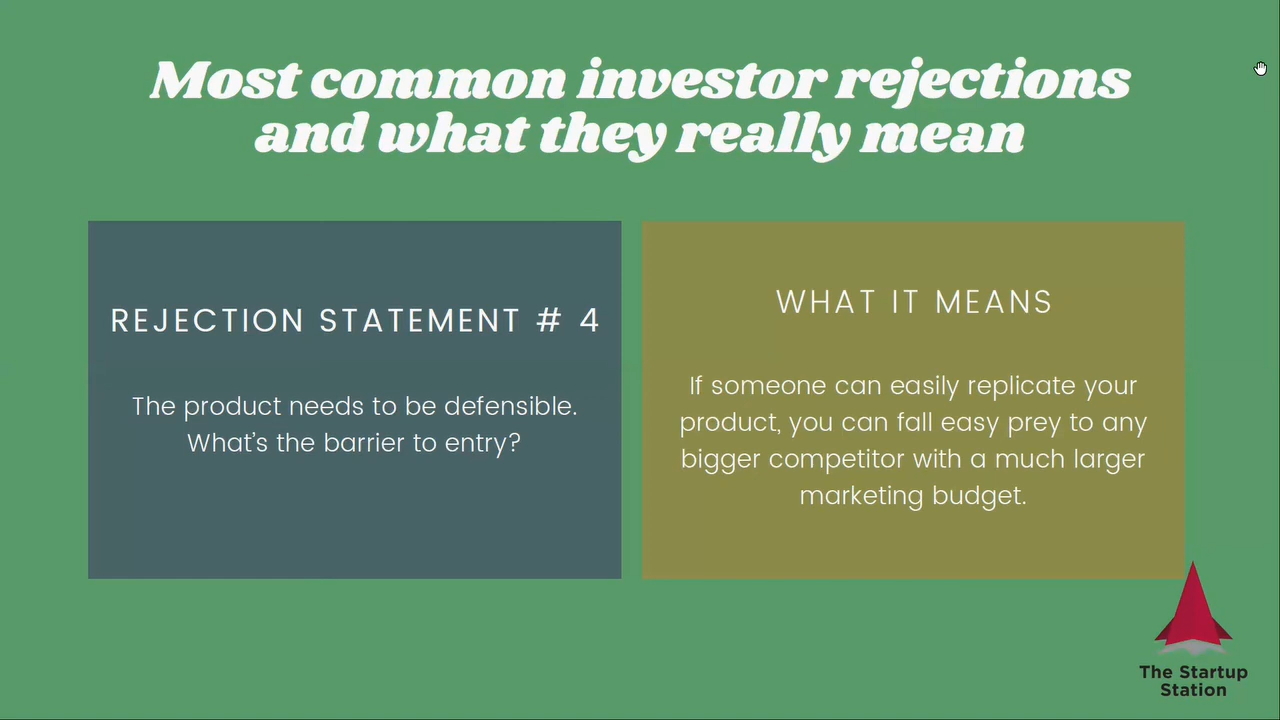 Most common investor rejections
and what they really mean
REJECTION STATEMENT # 4
The product needs to be defensible.
What's the barrier to entry?
WHAT IT MEANS
If someone can easily replicate your
product, you can fall easy prey to any
bigger competitor with a much larger
marketing budget.
The Startup
Station